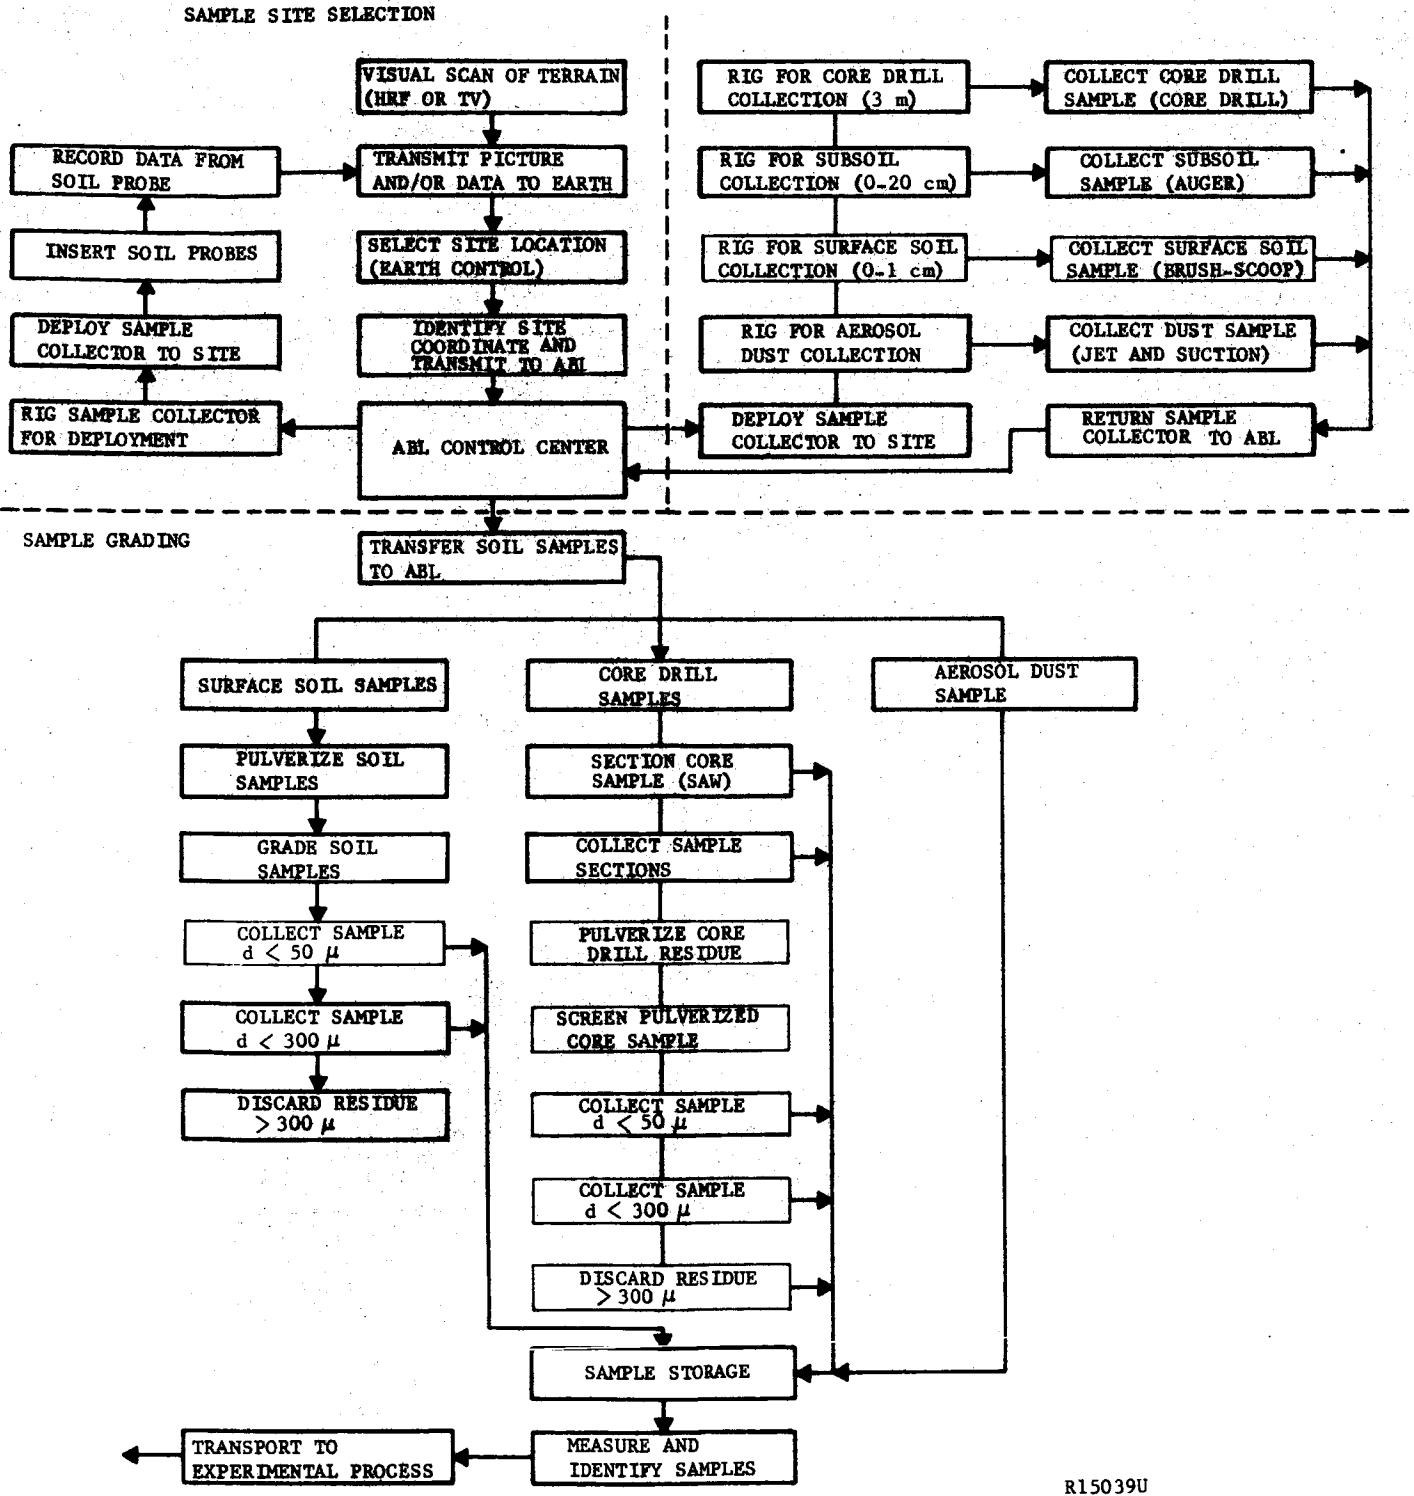 SAMPLE SITE SELECTION
VISUAL SCAN OF TERRAIN
(HRF OR TV)
RECORD DATA FROM
SOIL PROBE
TRANSMIT PICTURE
AND/OR DATA TO EARTH
INSERT SOIL PROBES
SELECT SITE LOCATION
(EARTH CONTROL)
DEPLOY SAMPLE
COLLECTOR TO SITE
IDENTIFY SITE
COORDINATE AND
TRANSMIT TO ABL
RIG SAMPLE COLLECTOR
FOR DEPLOYMENT
ABL CONTROL CENTER
RIG FOR CORE DRILL
COLLECTION (3 m)
COLLECT CORE DRILL
SAMPLE (CORE DRILL)
RIG FOR SUBSOIL
COLLECTION (0-20 cm)
COLLECT SUBSOIL
SAMPLE (AUGER)
RIG FOR SURFACE SOIL
COLLECTION (0-1 cm)
COLLECT SURFACE SOIL
SAMPLE (BRUSH-SCOOP)
RIG FOR AEROSOL
DUST COLLECTION
COLLECT DUST SAMPLE
(JET AND SUCTION)
DEPLOY SAMPLE
COLLECTOR TO SITE
RETURN SAMPLE
COLLECTOR TO ABL
SAMPLE GRADING
TRANSFER SOIL SAMPLES
TO ABL
SURFACE SOIL SAMPLES
PULVERIZE SOIL
SAMPLES
GRADE SOIL
SAMPLES
COLLECT SAMPLE
d < 50 μ
COLLECT SAMPLE
d < 300 μ
DISCARD RESIDUE
> 300 μ
CORE DRILL
SAMPLES
SECTION CORE
SAMPLE (SAW)
COLLECT SAMPLE
SECTIONS
PULVERIZE CORE
DRILL RESIDUE
SCREEN PULVERIZED
CORE SAMPLE
COLLECT SAMPLE
d < 50 μ
COLLECT SAMPLE
d < 300 μ
DISCARD RESIDUE
> 300 μ
AEROSOL DUST
SAMPLE
SAMPLE STORAGE
MEASURE AND
IDENTIFY SAMPLES
TRANSPORT TO
EXPERIMENTAL PROCESS
R15039U